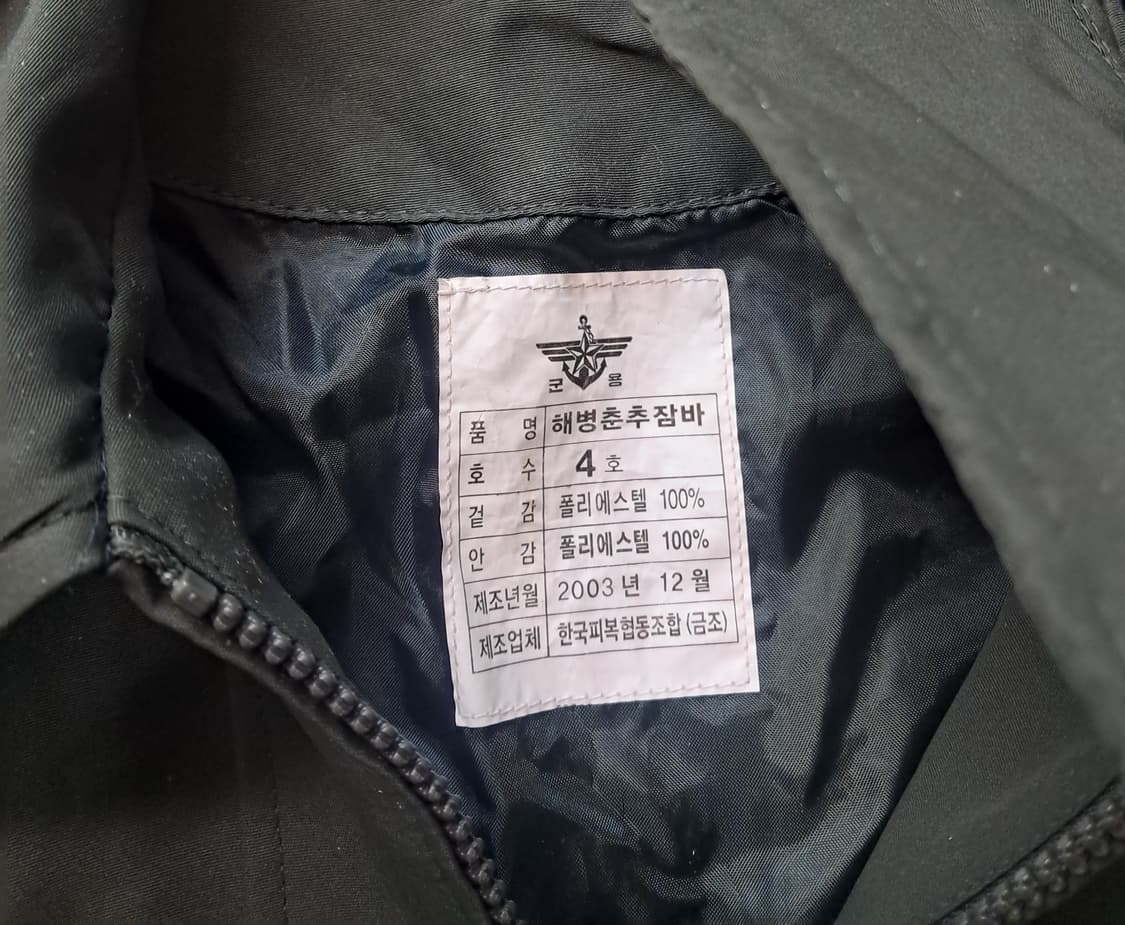 군 용
품 명 해병춘추잠바
호 수 4 호
겉 감 폴리에스텔 100%
안 감 폴리에스텔 100%
제조년월 2003 년 12 월
제조업체 한국피복협동조합 (금조)